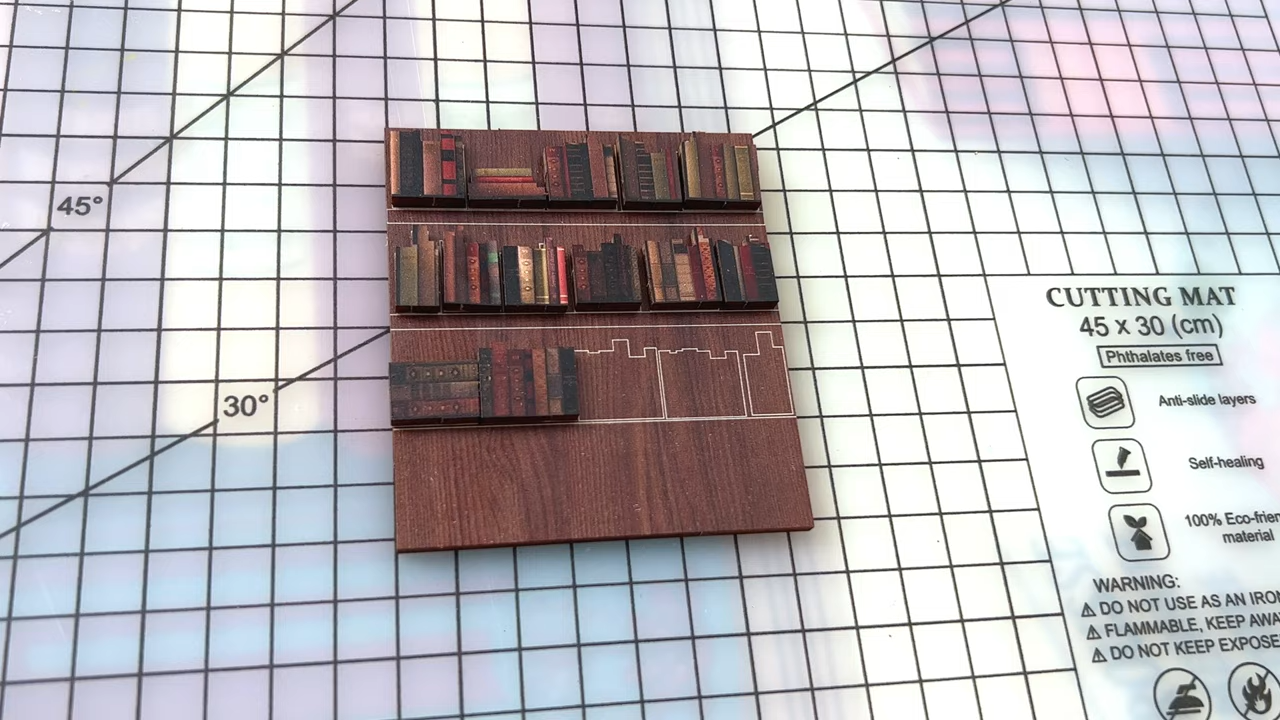 45°
30°
CUTTING MAT
45 x 30 (cm)
Phthalates free
Anti-slide layers
Self-healing
100% Eco-frien
material
WARNING:
DO NOT USE AS AN IRON
FLAMMABLE, KEEP AWA
DO NOT KEEP EXPOSE